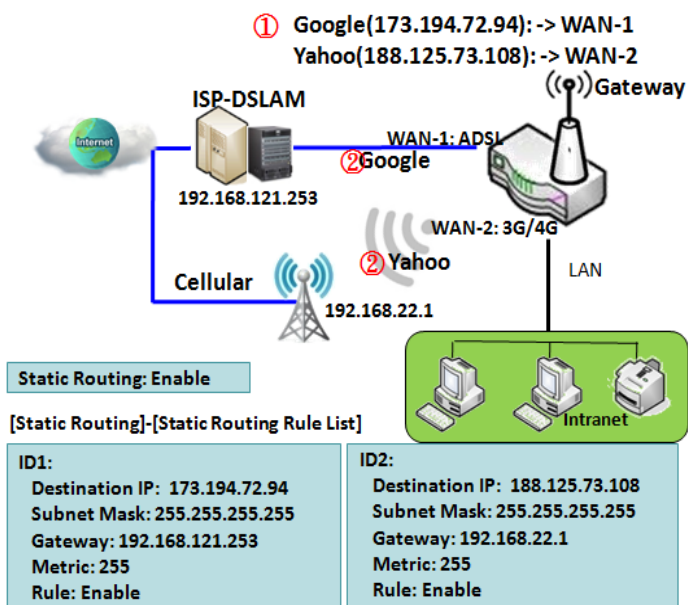 ① Google(173.194.72.94): -> WAN-1
Yahoo(188.125.73.108): -> WAN-2
Gateway
ISP-DSLAM
Internet
WAN-1: ADSL
② Google
192.168.121.253
WAN-2: 3G/4G
② Yahoo
LAN
Cellular
192.168.22.1
Static Routing: Enable
Intranet
[Static Routing]-[Static Routing Rule List]
ID1:
Destination IP: 173.194.72.94
Subnet Mask: 255.255.255.255
Gateway: 192.168.121.253
Metric: 255
Rule: Enable
ID2:
Destination IP: 188.125.73.108
Subnet Mask: 255.255.255.255
Gateway: 192.168.22.1
Metric: 255
Rule: Enable